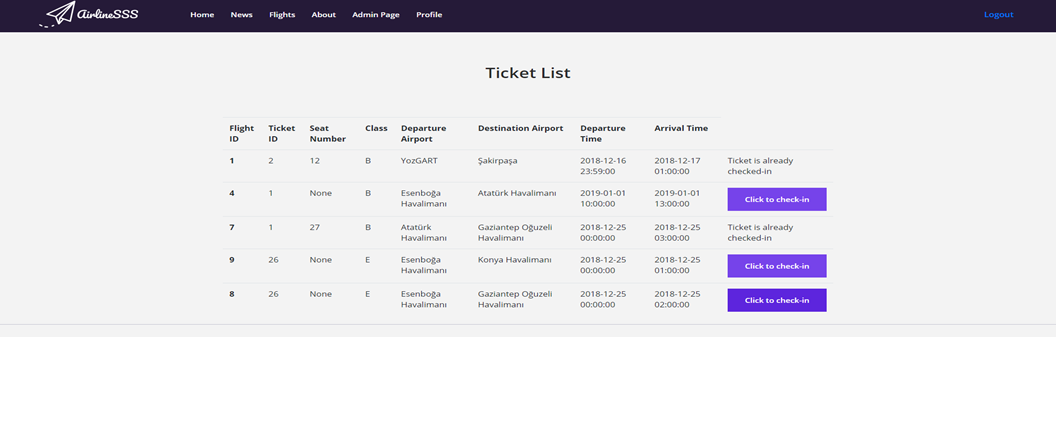 AirlineSSS Home News Flights About Admin Page Profile Logout
Ticket List
Flight ID Ticket ID Seat Number Class Departure Airport Destination Airport Departure Time Arrival Time
1 2 12 B YozGART Şakirpaşa 2018-12-16 23:59:00 2018-12-17 01:00:00 Ticket is already checked-in
4 1 None B Esenboğa Havalimanı Atatürk Havalimanı 2019-01-01 10:00:00 2019-01-01 13:00:00 Click to check-in
7 1 27 B Atatürk Havalimanı Gaziantep Oğuzeli Havalimanı 2018-12-25 00:00:00 2018-12-25 03:00:00 Ticket is already checked-in
9 26 None E Esenboğa Havalimanı Konya Havalimanı 2018-12-25 00:00:00 2018-12-25 01:00:00 Click to check-in
8 26 None E Esenboğa Havalimanı Gaziantep Oğuzeli Havalimanı 2018-12-25 00:00:00 2018-12-25 02:00:00 Click to check-in